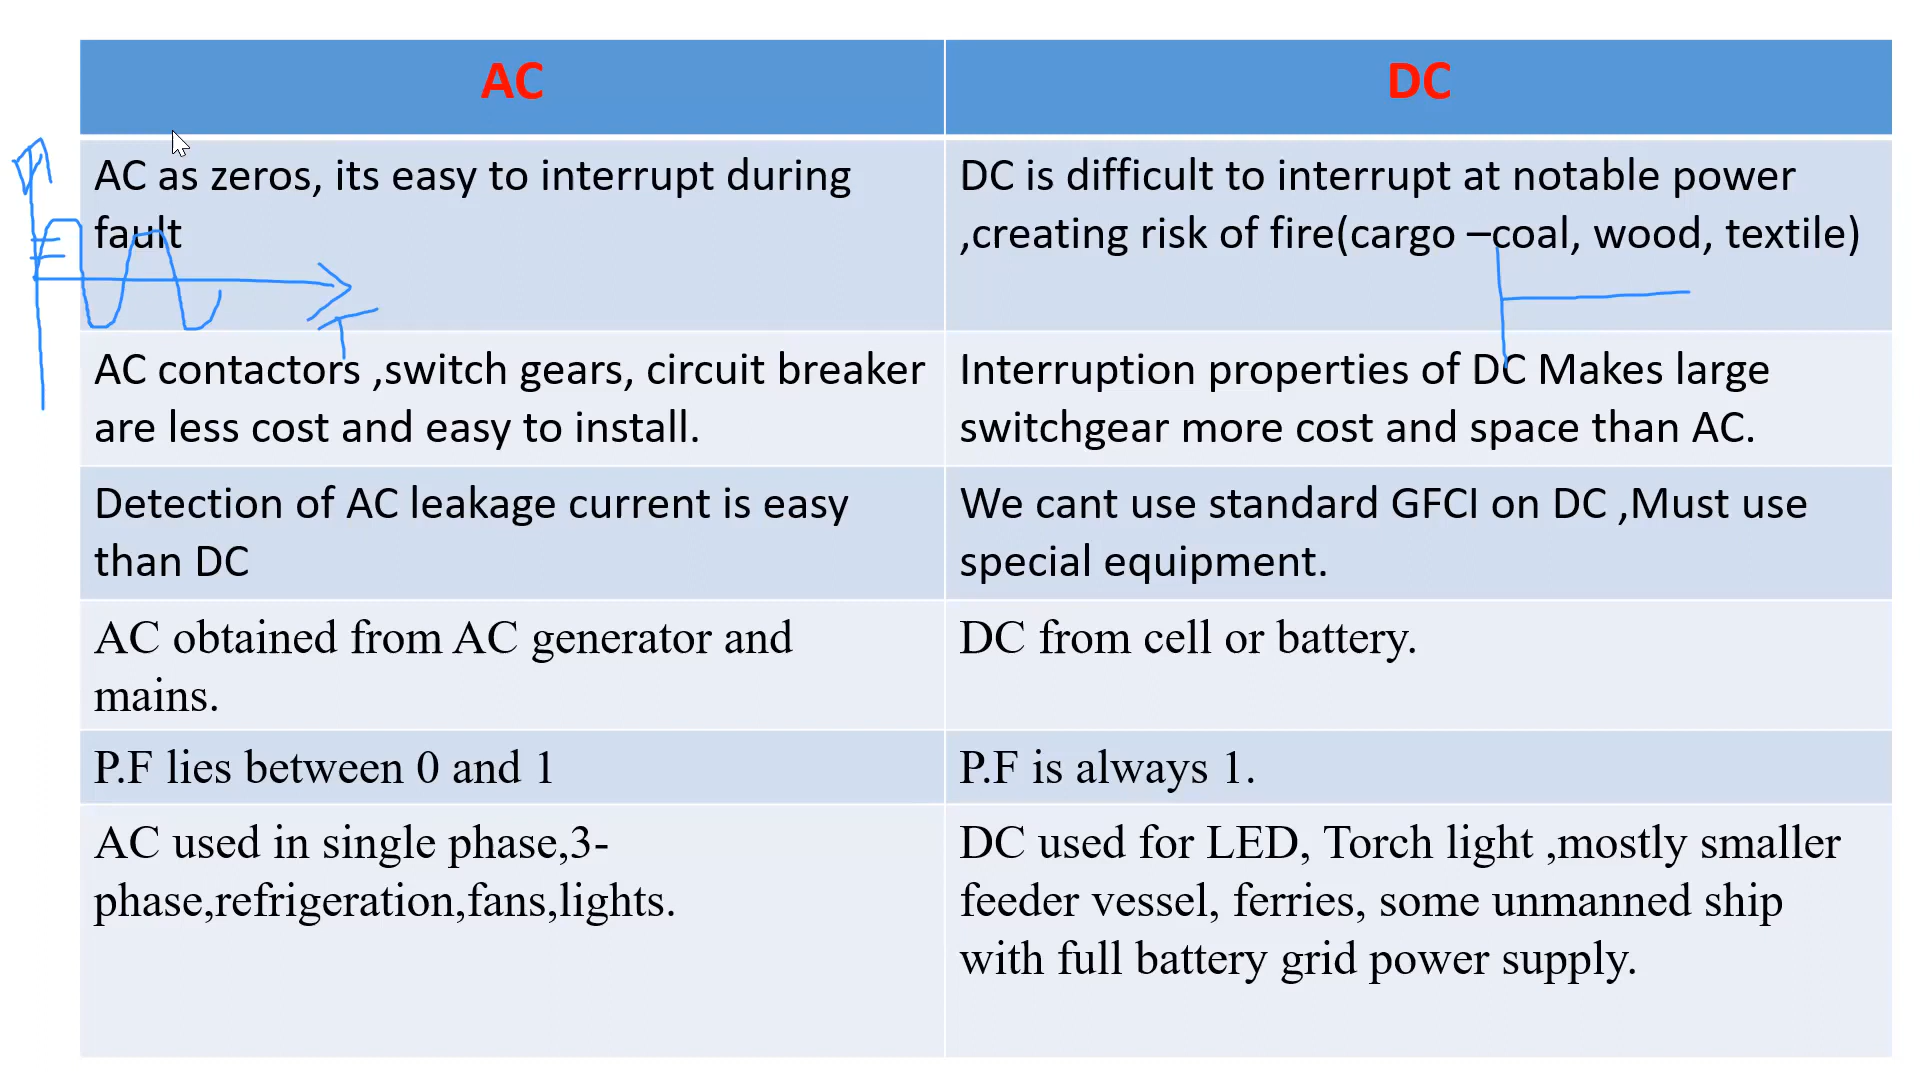 AC
DC
AC as zeros, its easy to interrupt during
fault
DC is difficult to interrupt at notable power
,creating risk of fire(cargo –coal, wood, textile)
T
AC contactors ,switch gears, circuit breaker
are less cost and easy to install.
Interruption properties of DC Makes large
switchgear more cost and space than AC.
Detection of AC leakage current is easy
than DC
We cant use standard GFCI on DC ,Must use
special equipment.
AC obtained from AC generator and
mains.
DC from cell or battery.
P.F lies between 0 and 1
P.F is always 1.
AC used in single phase,3-
phase,refrigeration,fans,lights.
DC used for LED, Torch light ,mostly smaller
feeder vessel, ferries, some unmanned ship
with full battery grid power supply.